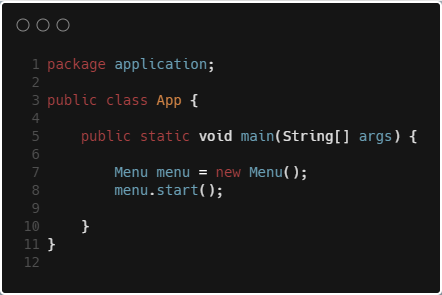 1 package application;
2
3 public class App {
4
5     public static void main(String[] args) {
6
7         Menu menu = new Menu();
8         menu.start();
9
10     }
11 }
12